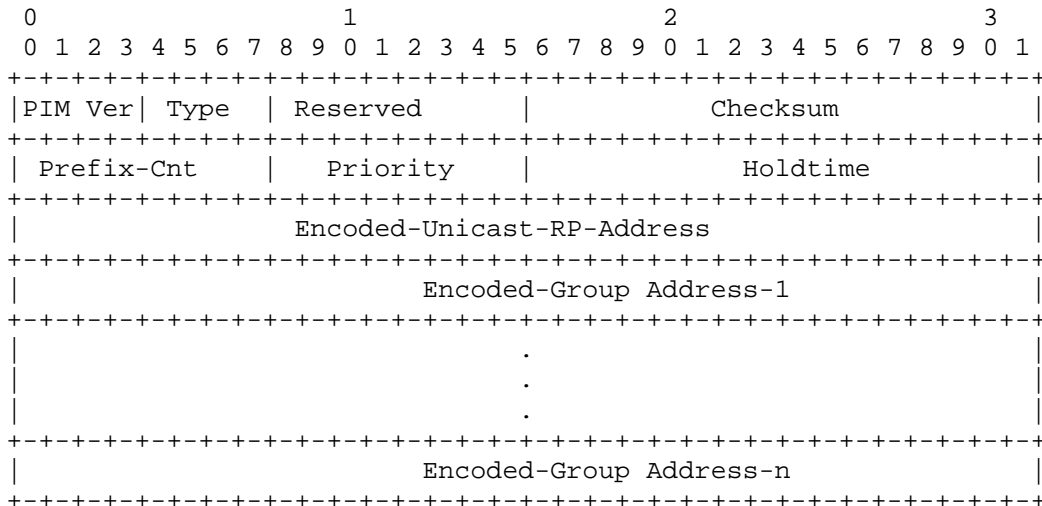 0                   1                   2                   3
 0 1 2 3 4 5 6 7 8 9 0 1 2 3 4 5 6 7 8 9 0 1 2 3 4 5 6 7 8 9 0 1
+-+-+-+-+-+-+-+-+-+-+-+-+-+-+-+-+-+-+-+-+-+-+-+-+-+-+-+-+-+-+-+-+
|PIM Ver| Type  | Reserved      |           Checksum            |
+-+-+-+-+-+-+-+-+-+-+-+-+-+-+-+-+-+-+-+-+-+-+-+-+-+-+-+-+-+-+-+-+
| Prefix-Cnt    |   Priority    |             Holdtime          |
+-+-+-+-+-+-+-+-+-+-+-+-+-+-+-+-+-+-+-+-+-+-+-+-+-+-+-+-+-+-+-+-+
|                 Encoded-Unicast-RP-Address                    |
+-+-+-+-+-+-+-+-+-+-+-+-+-+-+-+-+-+-+-+-+-+-+-+-+-+-+-+-+-+-+-+-+
|                         Encoded-Group Address-1               |
+-+-+-+-+-+-+-+-+-+-+-+-+-+-+-+-+-+-+-+-+-+-+-+-+-+-+-+-+-+-+-+-+
|                               .                               |
|                               .                               |
|                               .                               |
+-+-+-+-+-+-+-+-+-+-+-+-+-+-+-+-+-+-+-+-+-+-+-+-+-+-+-+-+-+-+-+-+
|                         Encoded-Group Address-n               |
+-+-+-+-+-+-+-+-+-+-+-+-+-+-+-+-+-+-+-+-+-+-+-+-+-+-+-+-+-+-+-+-+